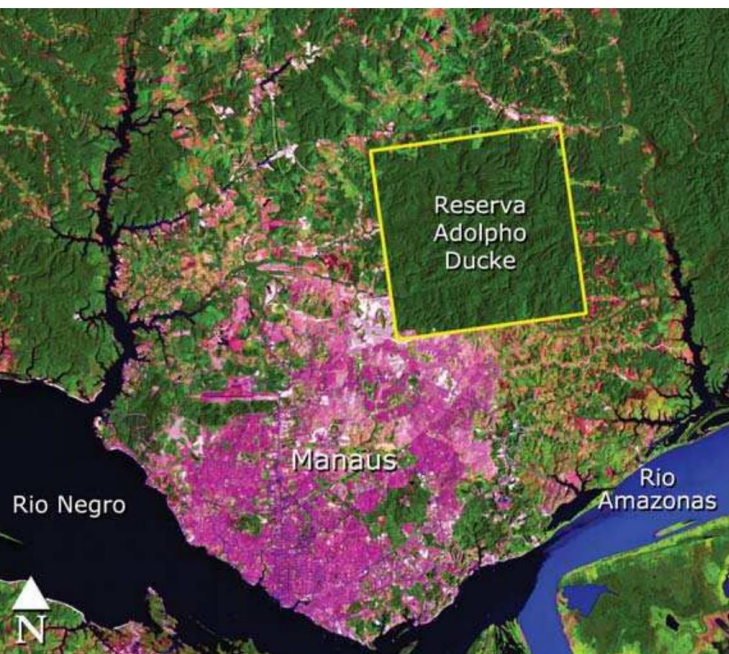 Reserva
Adolpho
Ducke
Manaus
Rio Negro
Rio
Amazonas
N